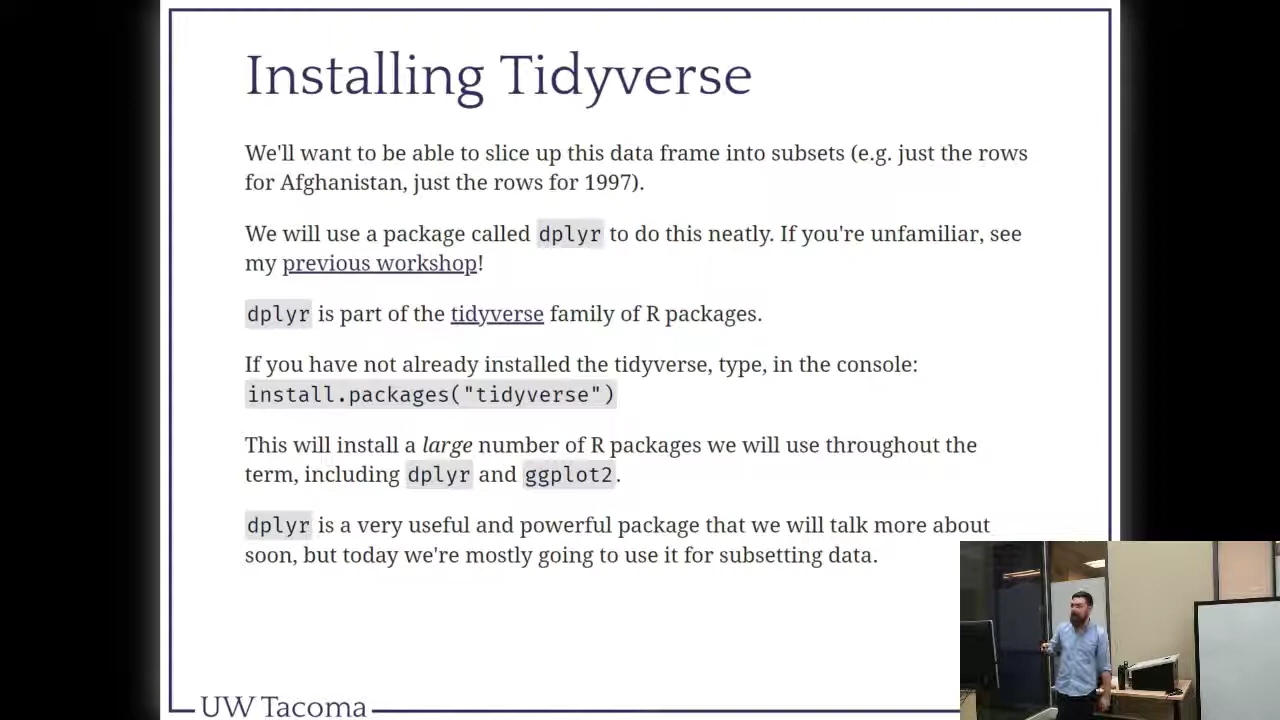 Installing Tidyverse
We'll want to be able to slice up this data frame into subsets (e.g. just the rows
for Afghanistan, just the rows for 1997).
We will use a package called dplyr to do this neatly. If you're unfamiliar, see
my previous workshop!
dplyr is part of the tidyverse family of R packages.
If you have not already installed the tidyverse, type, in the console:
install.packages("tidyverse")
This will install a large number of R packages we will use throughout the
term, including dplyr and ggplot2.
dplyr is a very useful and powerful package that we will talk more about
soon, but today we're mostly going to use it for subsetting data.
UW Tacoma